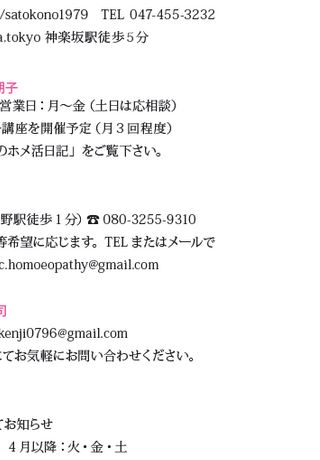 /satokono1979　TEL 047-455-3232
a.tokyo 神楽坂駅徒歩５分
朋子
営業日：月〜金（土日は応相談）
講座を開催予定（月３回程度）
のホメ活日記」をご覧下さい。
野駅徒歩１分）☎ 080-3255-9310
等希望に応じます。TEL またはメールで
c.homoeopathy@gmail.com
司
kenji0796@gmail.com
にてお気軽にお問い合わせください。
てお知らせ
４月以降：火・金・土